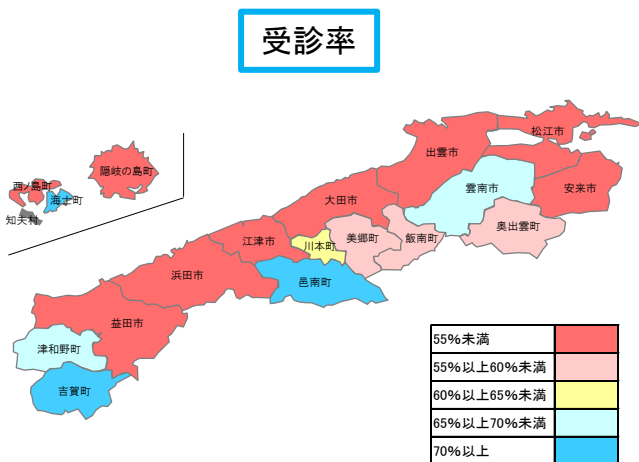 受診率
松江市
出雲市
隠岐の島町
西ノ島町
海士町
知夫村
雲南市
安来市
大田市
奥出雲町
飯南町
美郷町
川本町
江津市
浜田市
邑南町
益田市
津和野町
吉賀町
55%未満
55%以上60%未満
60%以上65%未満
65%以上70%未満
70%以上